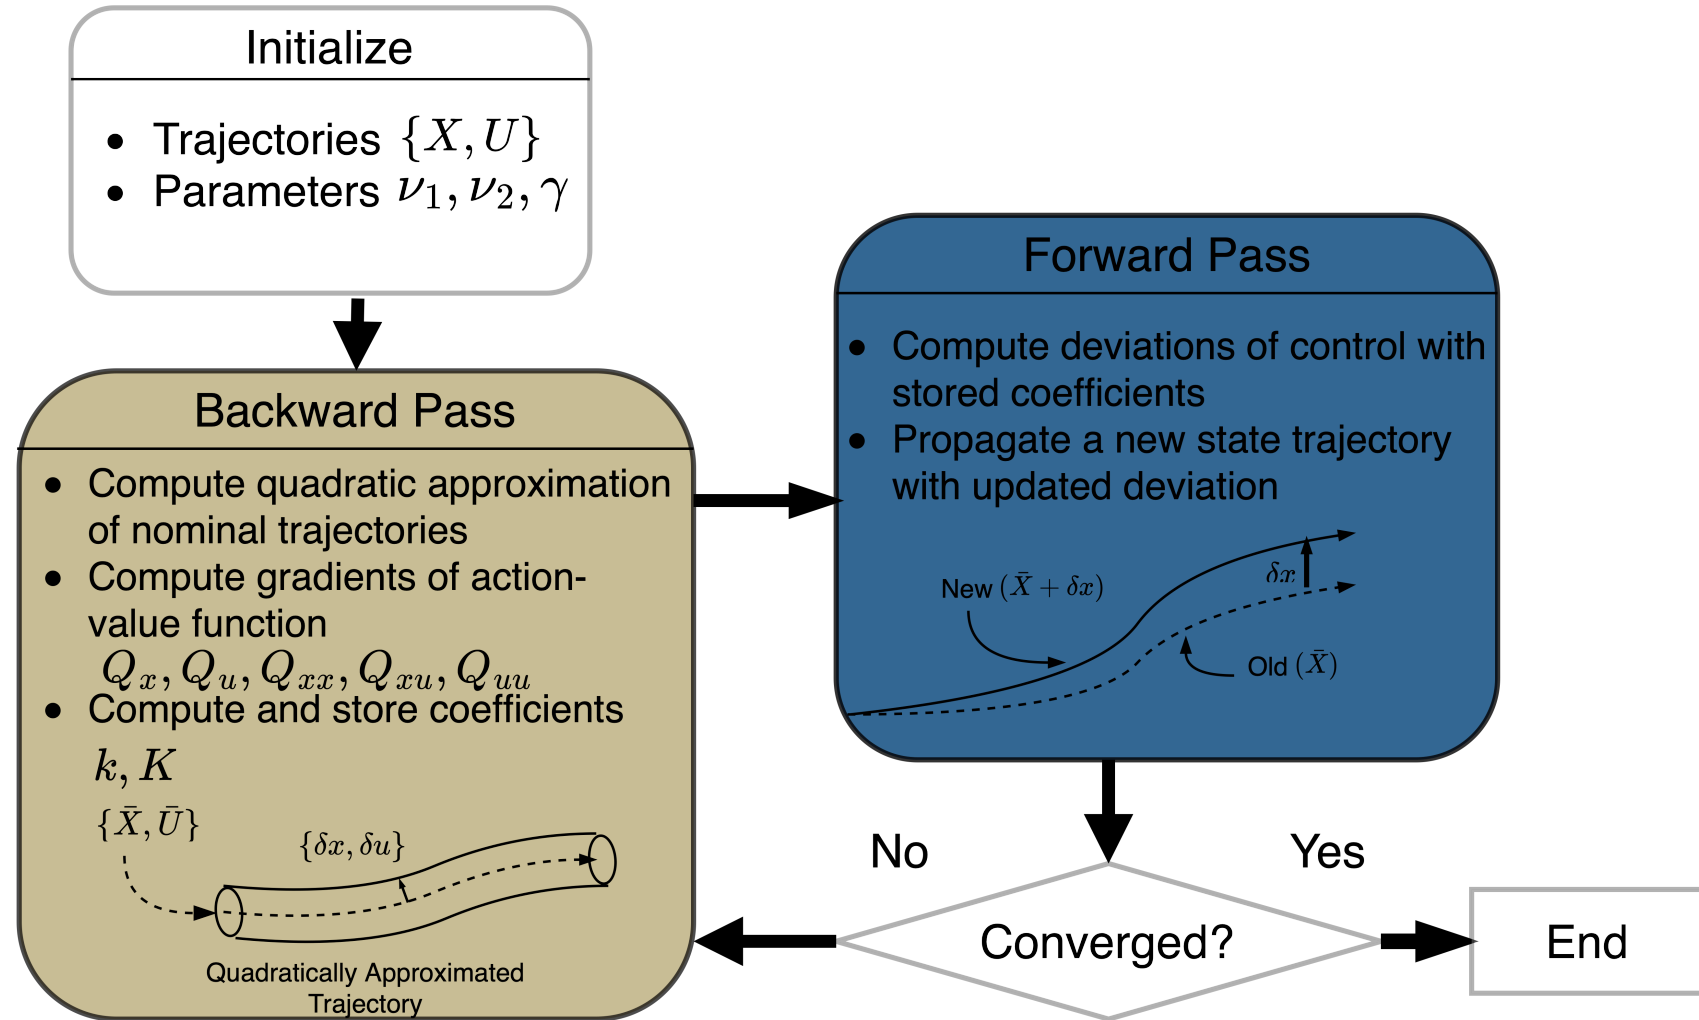 Initialize
• Trajectories {X, U}
• Parameters ν₁, ν₂, γ
Backward Pass
• Compute quadratic approximation
of nominal trajectories
• Compute gradients of action-
value function
Qₓ, Qᵤ, Qₓₓ, Qₓᵤ, Qᵤᵤ
• Compute and store coefficients
k, K
{X̄, Ū}
{δx, δu}
Quadratically Approximated
Trajectory
Forward Pass
• Compute deviations of control with
stored coefficients
• Propagate a new state trajectory
with updated deviation
New (X̄ + δx)
δx
Old (X̄)
No
Yes
Converged?
End